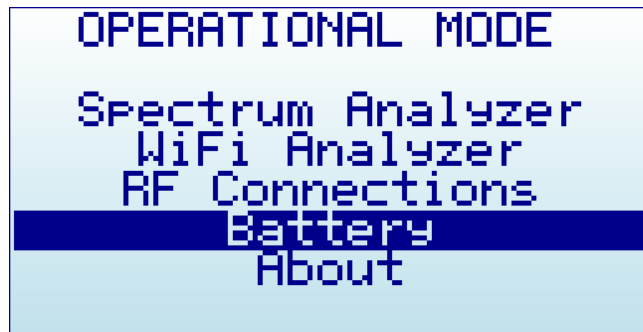 OPERATIONAL MODE
Spectrum Analyzer
WiFi Analyzer
RF Connections
Battery
About